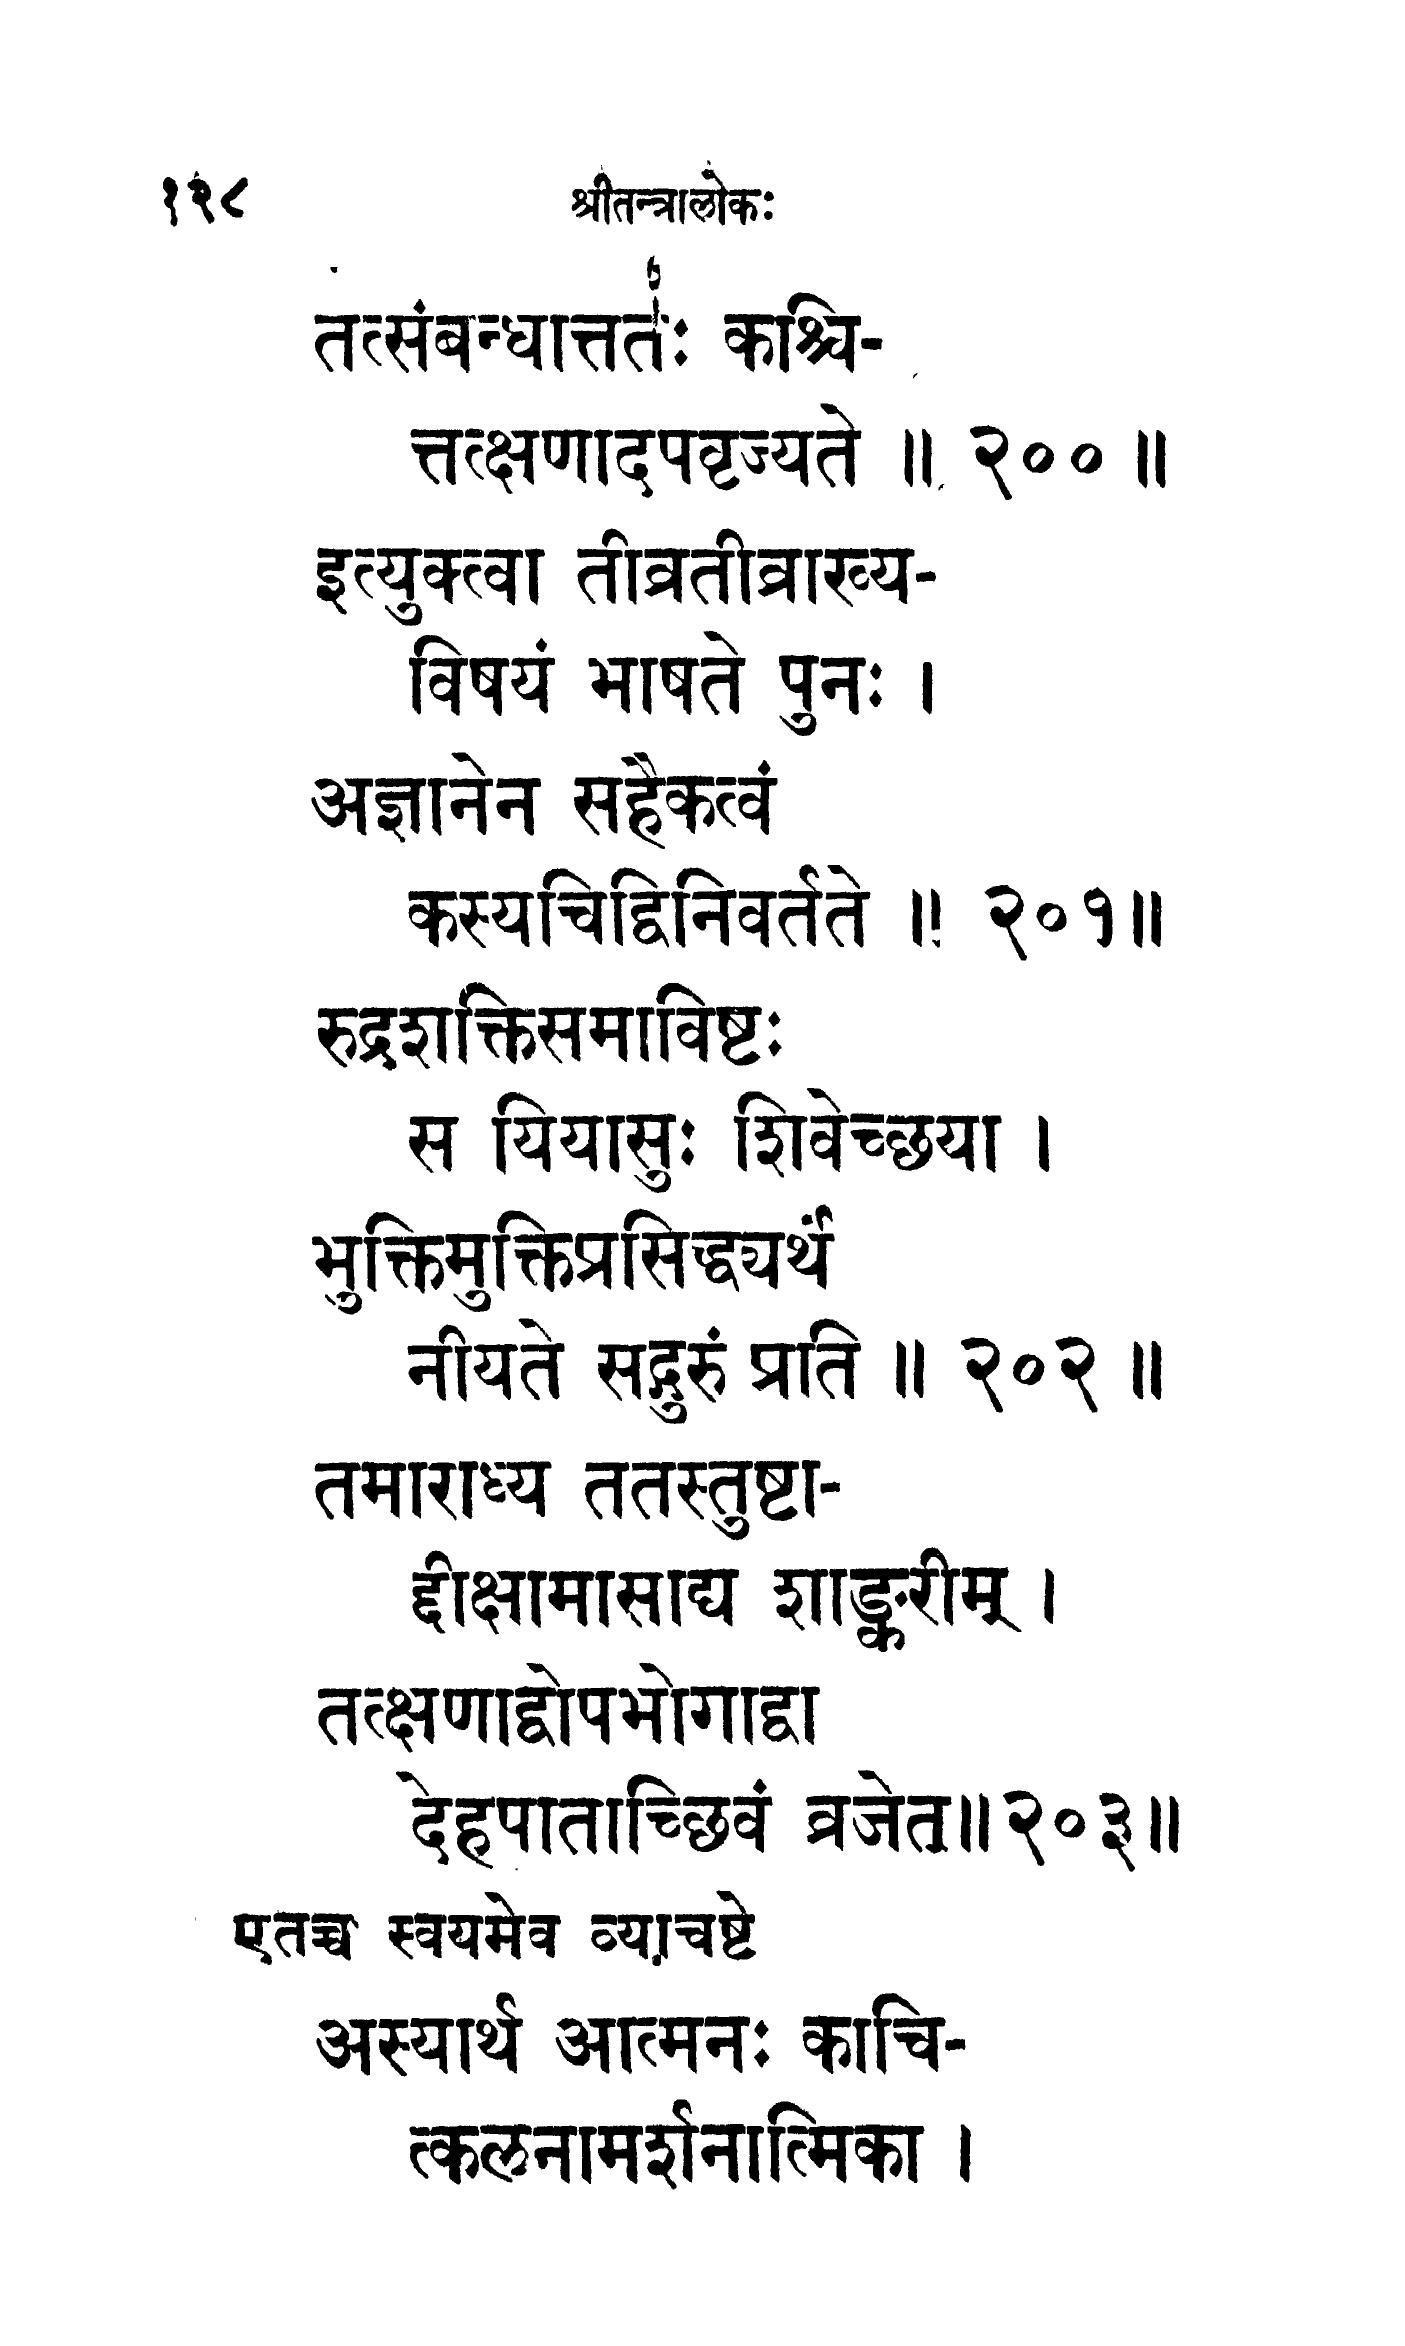 १२८ श्रीतन्त्रालोकः
तत्संबन्धात्ततः कश्चि-
त्तत्क्षणादपवृज्यते ॥ २०० ॥
इत्युक्त्वा तीव्रतीव्राख्य-
विषयं भाषते पुनः ।
अज्ञानेन सहैकत्वं
कस्यचिद्विनिवर्तते ॥ २०१॥
रुद्रशक्तिसमाविष्टः
स यियासुः शिवेच्छया ।
भुक्तिमुक्तिप्रसिद्ध्यर्थं
नीयते सद्गुरुं प्रति ॥ २०२ ॥
तमाराध्य ततस्तुष्टा-
द्दीक्षामासाद्य शाङ्करीम् ।
तत्क्षणाद्वोपभोगाद्वा
देहपाताच्छिवं व्रजेत्॥२०३॥
एतच्च स्वयमेव व्याचष्टे
अस्यार्थ आत्मनः काचि-
त्कलनामर्शनात्मिका ।